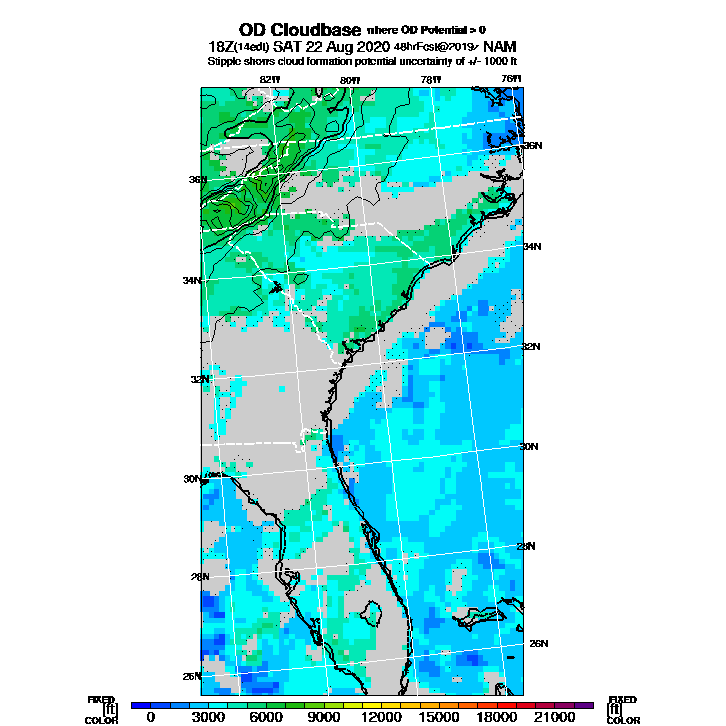 OD Cloudbase where OD Potential > 0
18Z(14edt) SAT 22 Aug 2020 48hrFcst@2019z NAM
Stipple shows cloud formation potential uncertainty of +/- 1000 ft
82W 80W 78W 76W
36N
36N
34N
34N
32N
32N
30N
30N
28N
28N
26N
26N
FIXED FIXED
[ft] [ft]
COLOR COLOR
0 3000 6000 9000 12000 15000 18000 21000